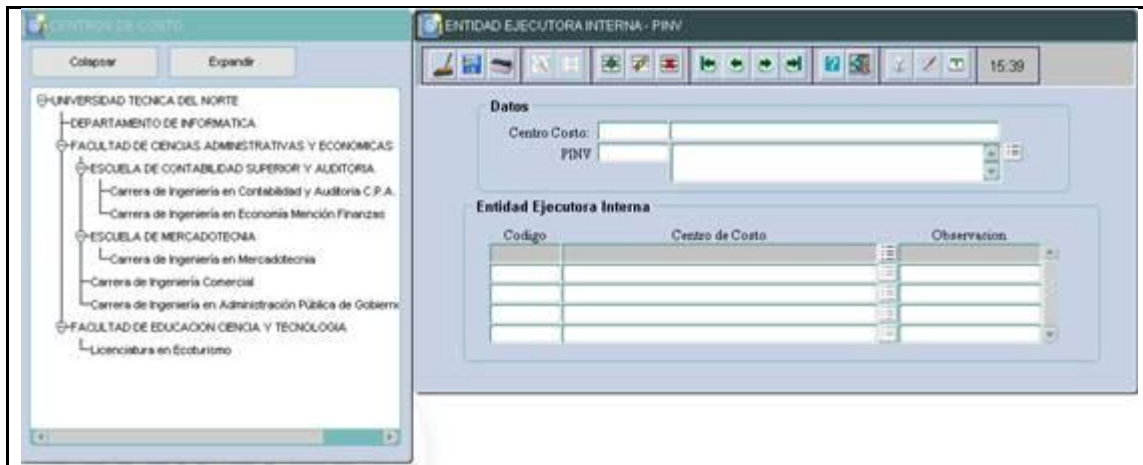 CENTROS DE COSTO
Colapsar Expandir
UNIVERSIDAD TECNICA DEL NORTE
DEPARTAMENTO DE INFORMATICA
FACULTAD DE CIENCIAS ADMINISTRATIVAS Y ECONOMICAS
ESCUELA DE CONTABILIDAD SUPERIOR Y AUDITORIA
Carrera de Ingeniería en Contabilidad y Auditoria C.P.A.
Carrera de Ingeniería en Economía Mención Finanzas
ESCUELA DE MERCADOTECNIA
Carrera de Ingeniería en Mercadotecnia
Carrera de Ingeniería Comercial
Carrera de Ingeniería en Administración Pública de Gobierno
FACULTAD DE EDUCACION CIENCIA Y TECNOLOGIA
Licenciatura en Ecoturismo
ENTIDAD EJECUTORA INTERNA - PINV
15:39
Datos
Centro Costo:
PINV
Entidad Ejecutora Interna
Codigo Centro de Costo Observacion